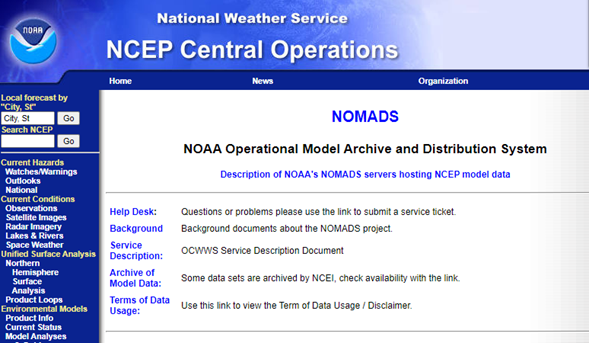 NOAA
National Weather Service
NCEP Central Operations
Home News Organization
Local forecast by
"City, St"
City, St Go
Search NCEP
Go
Current Hazards
Watches/Warnings
Outlooks
National
Current Conditions
Observations
Satellite Images
Radar Imagery
Lakes & Rivers
Space Weather
Unified Surface Analysis
Northern
Hemisphere
Surface
Analysis
Product Loops
Environmental Models
Product Info
Current Status
Model Analyses
NOMADS
NOAA Operational Model Archive and Distribution System
Description of NOAA's NOMADS servers hosting NCEP model data
Help Desk: Questions or problems please use the link to submit a service ticket.
Background Background documents about the NOMADS project.
Service
Description: OCWWS Service Description Document
Archive of
Model Data: Some data sets are archived by NCEI, check availability with the link.
Terms of Data
Usage: Use this link to view the Term of Data Usage / Disclaimer.